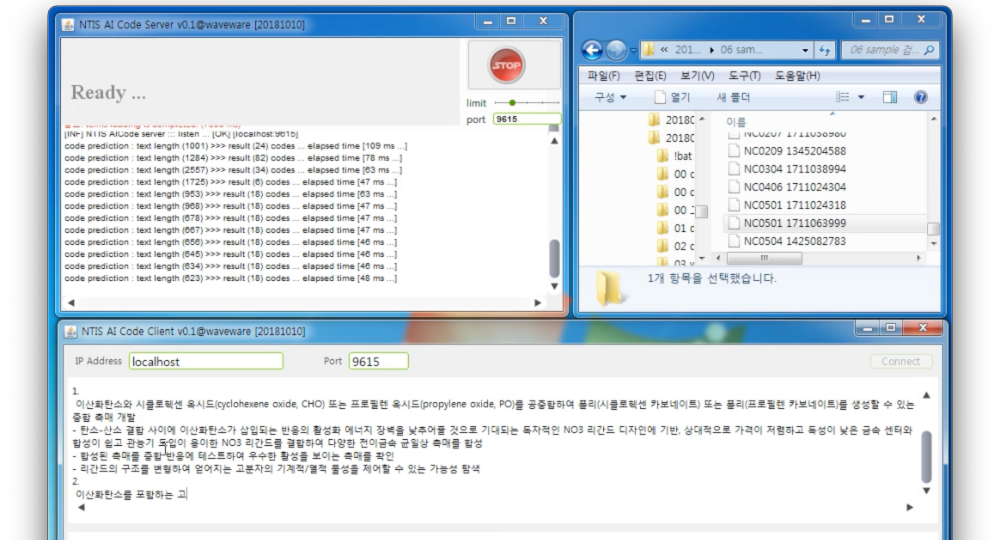 NTIS AI Code Server v0.1@waveware [20181010]
Ready ...
STOP
limit
port 9615
[INF] NTIS AICode server ::: listen ... [OK] [localhost:9615]
code prediction : text length (1001) >>> result (24) codes ... elapsed time [109 ms ...]
code prediction : text length (1284) >>> result (82) codes ... elapsed time [78 ms ...]
code prediction : text length (2557) >>> result (34) codes ... elapsed time [63 ms ...]
code prediction : text length (1725) >>> result (6) codes ... elapsed time [47 ms ...]
code prediction : text length (953) >>> result (18) codes ... elapsed time [63 ms ...]
code prediction : text length (968) >>> result (18) codes ... elapsed time [47 ms ...]
code prediction : text length (678) >>> result (18) codes ... elapsed time [47 ms ...]
code prediction : text length (667) >>> result (18) codes ... elapsed time [47 ms ...]
code prediction : text length (656) >>> result (18) codes ... elapsed time [46 ms ...]
code prediction : text length (645) >>> result (18) codes ... elapsed time [46 ms ...]
code prediction : text length (634) >>> result (18) codes ... elapsed time [46 ms ...]
code prediction : text length (623) >>> result (18) codes ... elapsed time [48 ms ...]
« 201... ▸ 06 sam...
06 sample 검...
파일(F) 편집(E) 보기(V) 도구(T) 도움말(H)
구성 열기 새 폴더
2018
2018
!bat
00 c
00 c
00
01 c
02 c
03
이름
NC0207 1711038980
NC0209 1345204588
NC0304 1711038994
NC0406 1711024304
NC0501 1711024318
NC0501 1711063999
NC0504 1425082783
1개 항목을 선택했습니다.
NTIS AI Code Client v0.1@waveware [20181010]
IP Address localhost Port 9615 Connect
1.
이산화탄소와 시클로헥센 옥시드(cyclohexene oxide, CHO) 또는 프로필렌 옥시드(propylene oxide, PO)를 공중합하여 폴리(시클로헥센 카보네이트) 또는 폴리(프로필렌 카보네이트)를 생성할 수 있는
중합 촉매 개발
- 탄소-산소 결합 사이에 이산화탄소가 삽입되는 반응의 활성화 에너지 장벽을 낮추어줄 것으로 기대되는 독자적인 NO3 리간드 디자인에 기반, 상대적으로 가격이 저렴하고 독성이 낮은 금속 센터와
합성이 쉽고 관능기 도입이 용이한 NO3 리간드를 결합하여 다양한 전이금속 균일상 촉매를 합성
- 합성된 촉매를 중합 반응에 테스트하여 우수한 활성을 보이는 촉매를 확인
- 리간드의 구조를 변형하여 얻어지는 고분자의 기계적/열적 물성을 제어할 수 있는 가능성 탐색
2.
이산화탄소를 포함하는 고